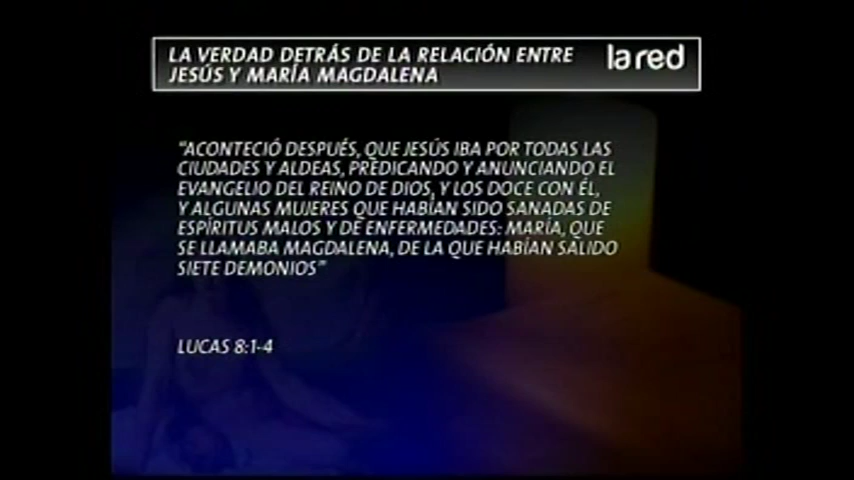 LA VERDAD DETRÁS DE LA RELACIÓN ENTRE
JESÚS Y MARÍA MAGDALENA
la red
"ACONTECIÓ DESPUÉS, QUE JESÚS IBA POR TODAS LAS
CIUDADES Y ALDEAS, PREDICANDO Y ANUNCIANDO EL
EVANGELIO DEL REINO DE DIOS, Y LOS DOCE CON ÉL,
Y ALGUNAS MUJERES QUE HABÍAN SIDO SANADAS DE
ESPÍRITUS MALOS Y DE ENFERMEDADES: MARÍA, QUE
SE LLAMABA MAGDALENA, DE LA QUE HABÍAN SALIDO
SIETE DEMONIOS"
LUCAS 8:1-4